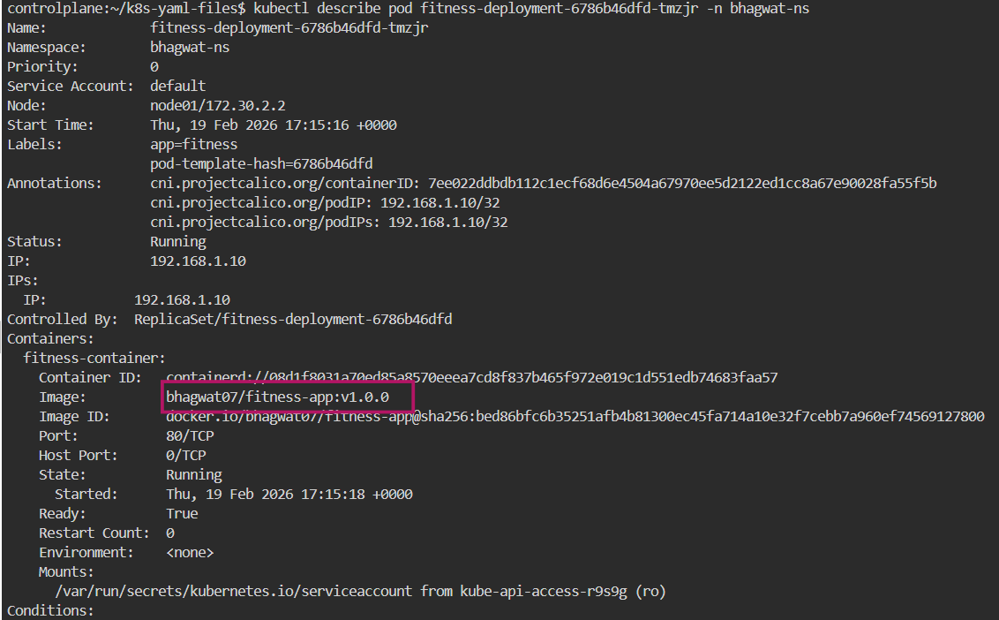 controlplane:~/k8s-yaml-files$ kubectl describe pod fitness-deployment-6786b46dfd-tmzjr -n bhagwat-ns
Name:             fitness-deployment-6786b46dfd-tmzjr
Namespace:        bhagwat-ns
Priority:         0
Service Account:  default
Node:             node01/172.30.2.2
Start Time:       Thu, 19 Feb 2026 17:15:16 +0000
Labels:           app=fitness
                  pod-template-hash=6786b46dfd
Annotations:      cni.projectcalico.org/containerID: 7ee022ddbdb112c1ecf68d6e4504a67970ee5d2122ed1cc8a67e90028fa55f5b
                  cni.projectcalico.org/podIP: 192.168.1.10/32
                  cni.projectcalico.org/podIPs: 192.168.1.10/32
Status:           Running
IP:               192.168.1.10
IPs:
  IP:           192.168.1.10
Controlled By:  ReplicaSet/fitness-deployment-6786b46dfd
Containers:
  fitness-container:
    Container ID:   containerd://08d1f8031a70ed85a8570eeea7cd8f837b465f972e019c1d551edb74683faa57
    Image:          bhagwat07/fitness-app:v1.0.0
    Image ID:       docker.io/bhagwat07/fitness-app@sha256:bed86bfc6b35251afb4b81300ec45fa714a10e32f7cebb7a960ef74569127800
    Port:           80/TCP
    Host Port:      0/TCP
    State:          Running
      Started:      Thu, 19 Feb 2026 17:15:18 +0000
    Ready:          True
    Restart Count:  0
    Environment:    <none>
    Mounts:
      /var/run/secrets/kubernetes.io/serviceaccount from kube-api-access-r9s9g (ro)
Conditions: